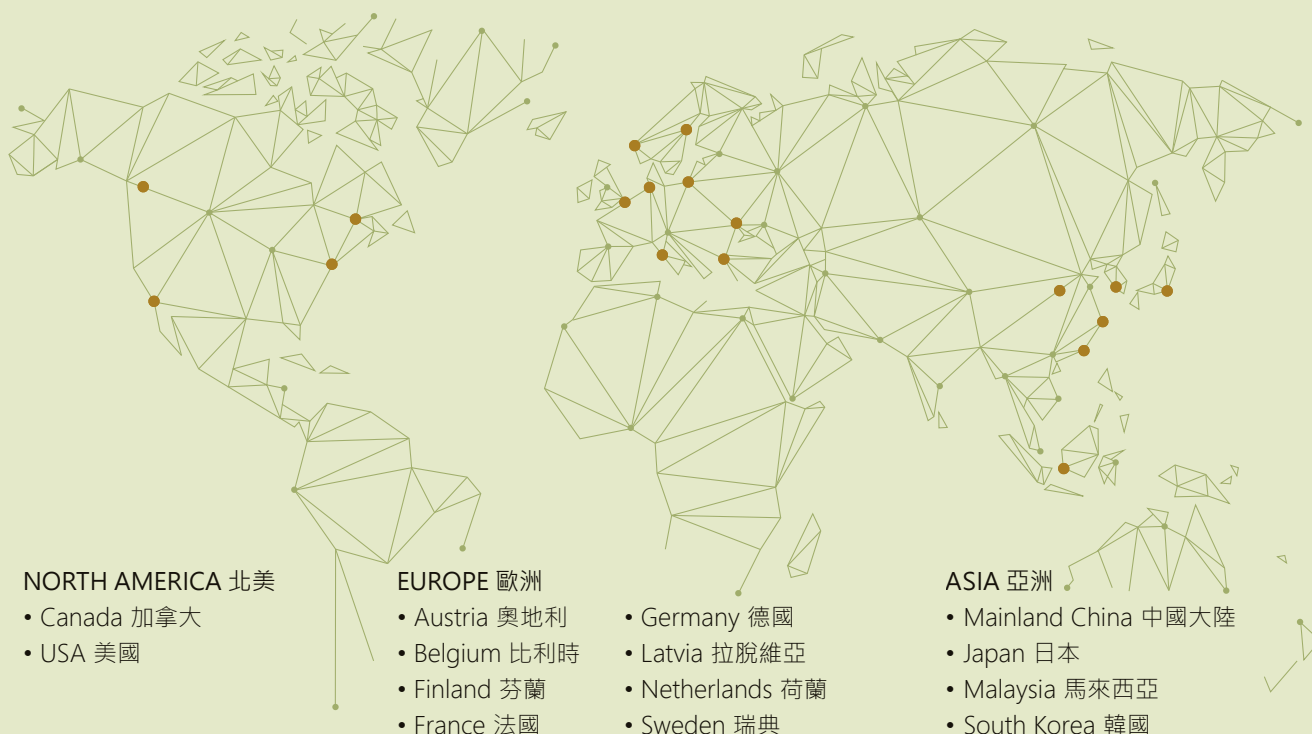 NORTH AMERICA 北美
• Canada 加拿大
• USA 美國
EUROPE 歐洲
• Austria 奧地利
• Belgium 比利時
• Finland 芬蘭
• France 法國
• Germany 德國
• Latvia 拉脫維亞
• Netherlands 荷蘭
• Sweden 瑞典
ASIA 亞洲
• Mainland China 中國大陸
• Japan 日本
• Malaysia 馬來西亞
• South Korea 韓國